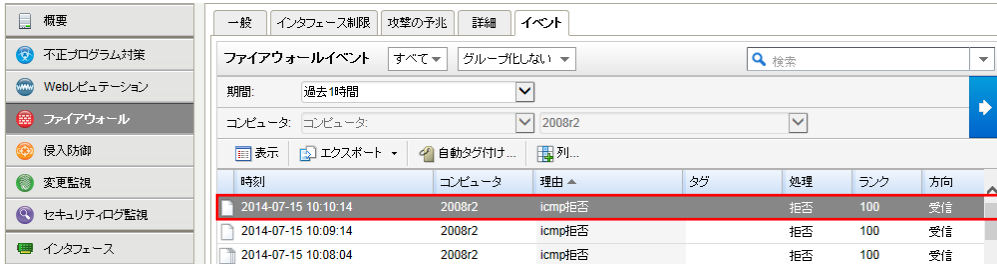 概要
不正プログラム対策
Webレピュテーション
ファイアウォール
侵入防御
変更監視
セキュリティログ監視
インタフェース
一般 インタフェース制限 攻撃の予兆 詳細 イベント
ファイアウォールイベント すべて グループ化しない 検索
期間: 過去1時間
コンピュータ: コンピュータ: 2008r2
表示 エクスポート 自動タグ付け... 列...
時刻 コンピュータ 理由 タグ 処理 ランク 方向
2014-07-15 10:10:14 2008r2 icmp拒否 拒否 100 受信
2014-07-15 10:09:14 2008r2 icmp拒否 拒否 100 受信
2014-07-15 10:08:04 2008r2 icmp拒否 拒否 100 受信